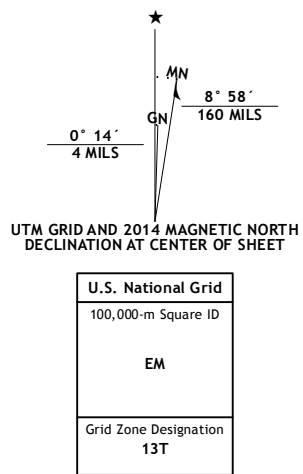 ★
MN
8° 58´
160 MILS
GN
0° 14´
4 MILS
UTM GRID AND 2014 MAGNETIC NORTH
DECLINATION AT CENTER OF SHEET
U.S. National Grid
100,000-m Square ID
EM
Grid Zone Designation
13T